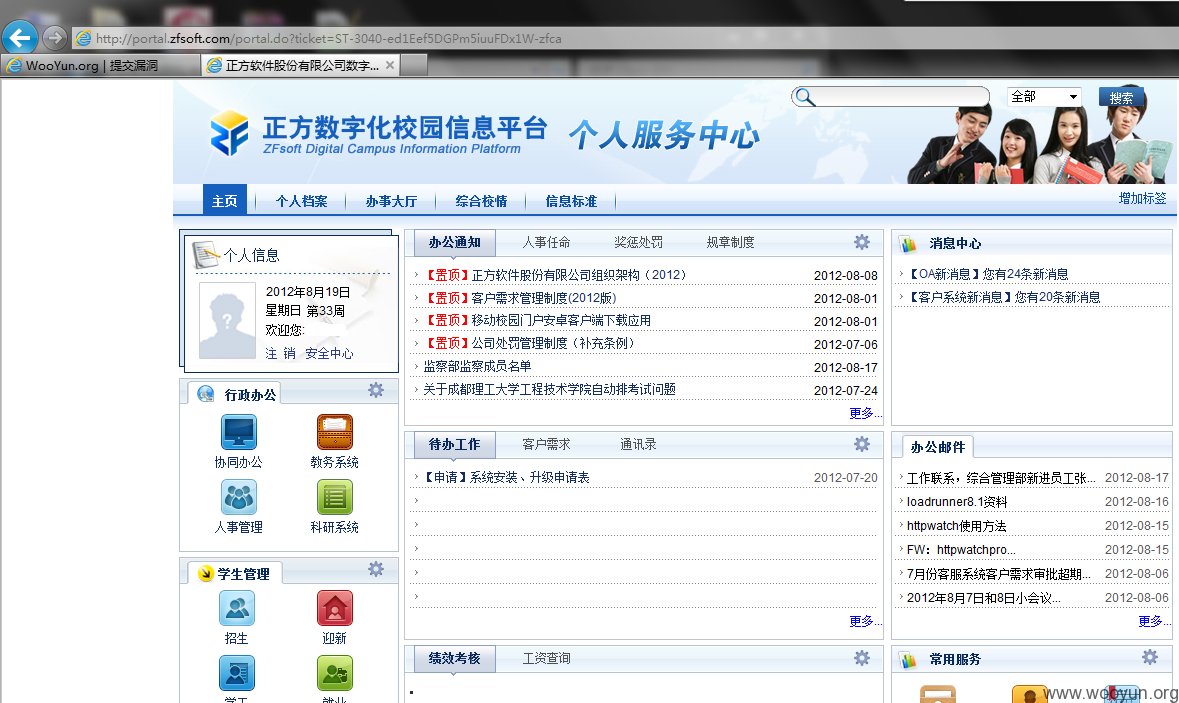 http://portal.zfsoft.com/portal.do?ticket=ST-3040-ed1Eef5DGPm5iuuFDx1W-zfca
WooYun.org | 提交漏洞
正方软件股份有限公司数字...
全部
搜索
正方数字化校园信息平台 个人服务中心
ZFsoft Digital Campus Information Platform
主页 个人档案 办事大厅 综合校情 信息标准
增加标签
个人信息
2012年8月19日
星期日 第33周
欢迎您:
注 销 安全中心
行政办公
协同办公 教务系统
人事管理 科研系统
学生管理
招生 迎新
学工 就业
办公通知 人事任命 奖惩处罚 规章制度
【置顶】正方软件股份有限公司组织架构（2012） 2012-08-08
【置顶】客户需求管理制度(2012版) 2012-08-01
【置顶】移动校园门户安卓客户端下载应用 2012-08-01
【置顶】公司处罚管理制度（补充条例） 2012-07-06
监察部监察成员名单 2012-08-17
关于成都理工大学工程技术学院自动排考试问题 2012-07-24
更多...
待办工作 客户需求 通讯录
【申请】系统安装、升级申请表 2012-07-20
更多...
绩效考核 工资查询
消息中心
【OA新消息】您有24条新消息
【客户系统新消息】您有20条新消息
办公邮件
工作联系，综合管理部新进员工张... 2012-08-17
loadrunner8.1资料 2012-08-16
httpwatch使用方法 2012-08-15
FW：httpwatchpro... 2012-08-15
7月份客服系统客户需求审批超期... 2012-08-06
2012年8月7日和8日小会议... 2012-08-06
更多...
常用服务
www.wooyun.org